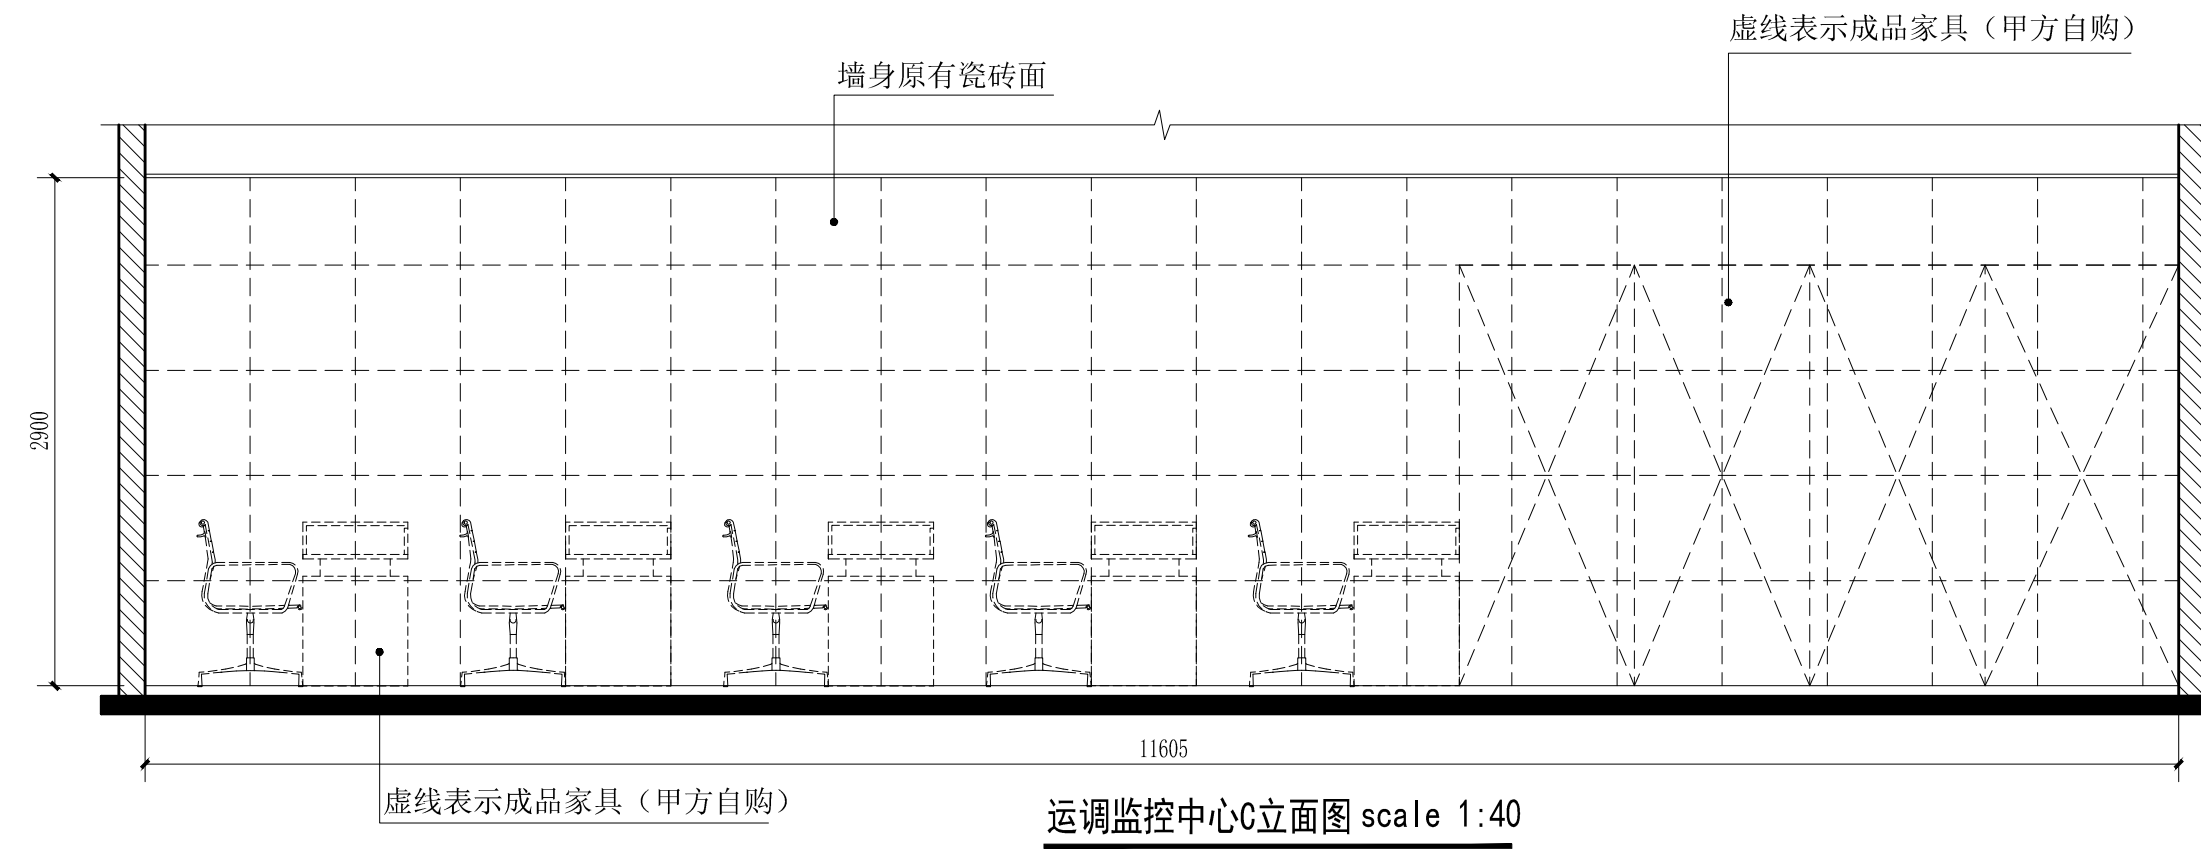 虚线表示成品家具（甲方自购）
墙身原有瓷砖面
2900
11605
虚线表示成品家具（甲方自购）
运调监控中心C立面图 scale 1:40